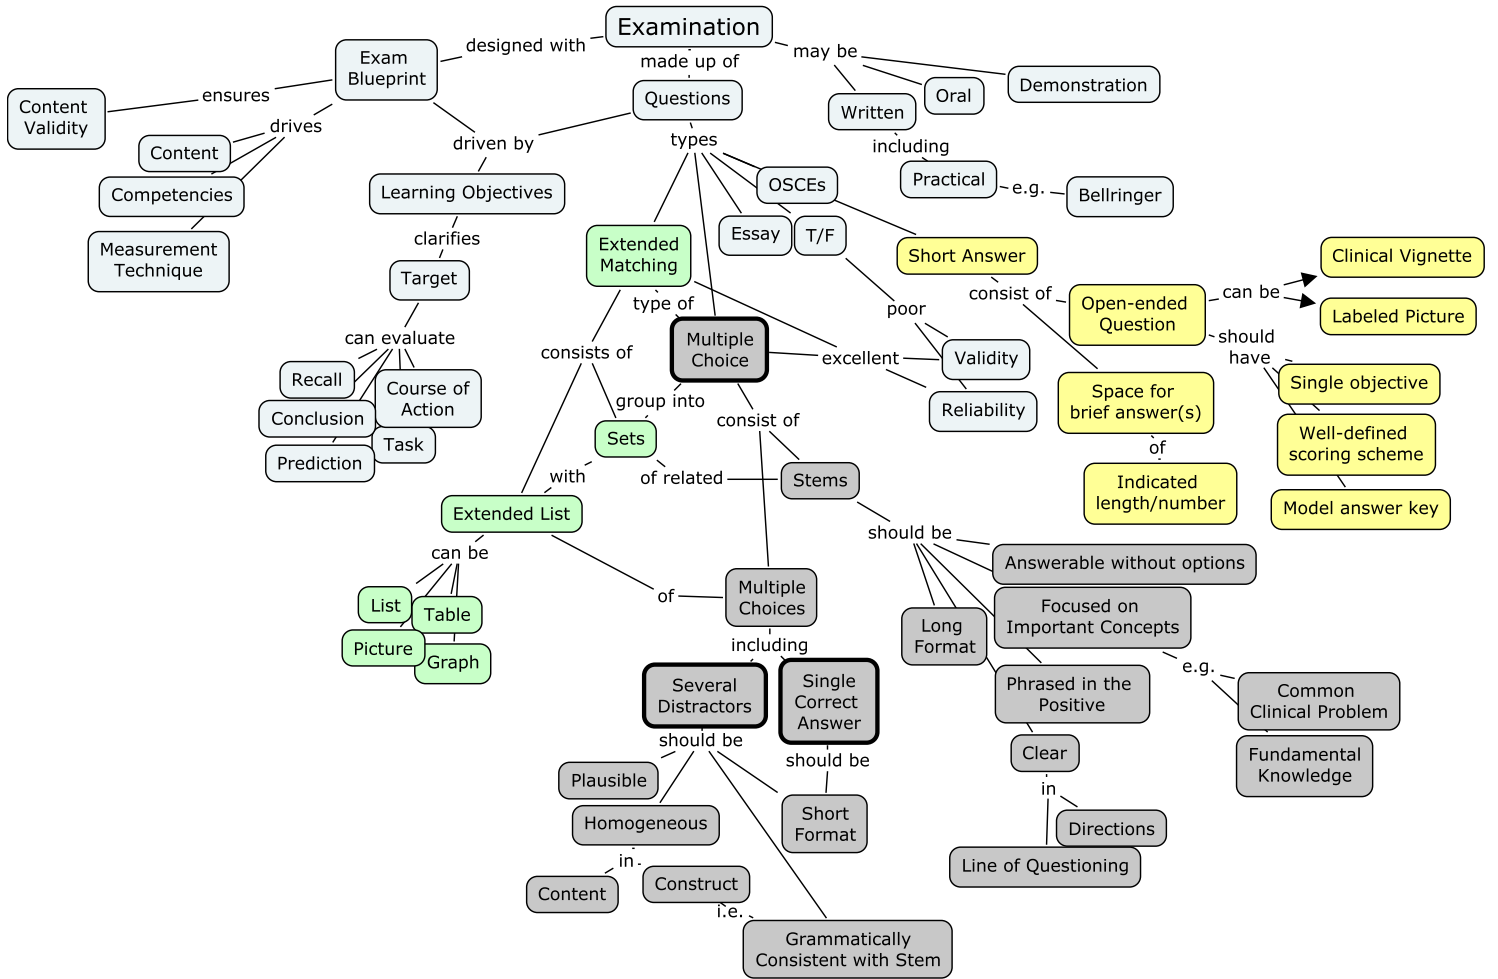 Examination
designed with
made up of
may be
Exam
Blueprint
Questions
Written
Oral
Demonstration
ensures
Content
Validity
drives
Content
Competencies
Measurement
Technique
driven by
Learning Objectives
clarifies
Target
can evaluate
Recall
Conclusion
Prediction
Course of
Action
Task
types
including
Practical
e.g.
Bellringer
OSCEs
Essay
T/F
Extended
Matching
Short Answer
consist of
Open-ended
Question
can be
Clinical Vignette
Labeled Picture
should
have
Single objective
Well-defined
scoring scheme
Model answer key
Space for
brief answer(s)
of
Indicated
length/number
type of
Multiple
Choice
poor
excellent
Validity
Reliability
consists of
group into
Sets
consist of
with
of related
Stems
Extended List
can be
List
Table
Picture
Graph
of
Multiple
Choices
including
Several
Distractors
Single
Correct
Answer
should be
Plausible
Homogeneous
in
Content
Construct
i.e.
Grammatically
Consistent with Stem
should be
Short
Format
should be
Answerable without options
Focused on
Important Concepts
Long
Format
e.g.
Common
Clinical Problem
Fundamental
Knowledge
Phrased in the
Positive
Clear
in
Directions
Line of Questioning